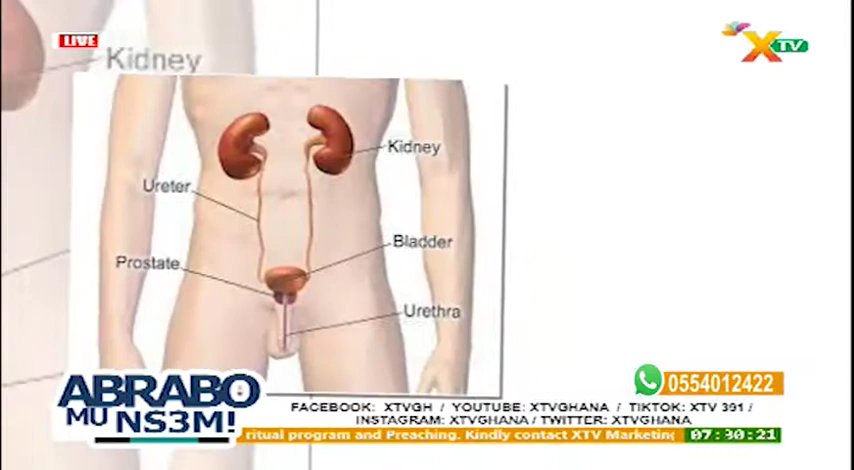 LIVE
X TV
Kidney
Kidney
Ureter
Bladder
Prostate
Urethra
ABRABO
MU NS3M!
0554012422
FACEBOOK: XTVGH / YOUTUBE: XTVGHANA / TIKTOK: XTV 391 /
INSTAGRAM: XTVGHANA / TWITTER: XTVGHANA
ritual program and Preaching. Kindly contact XTV Marketing
07:30:21